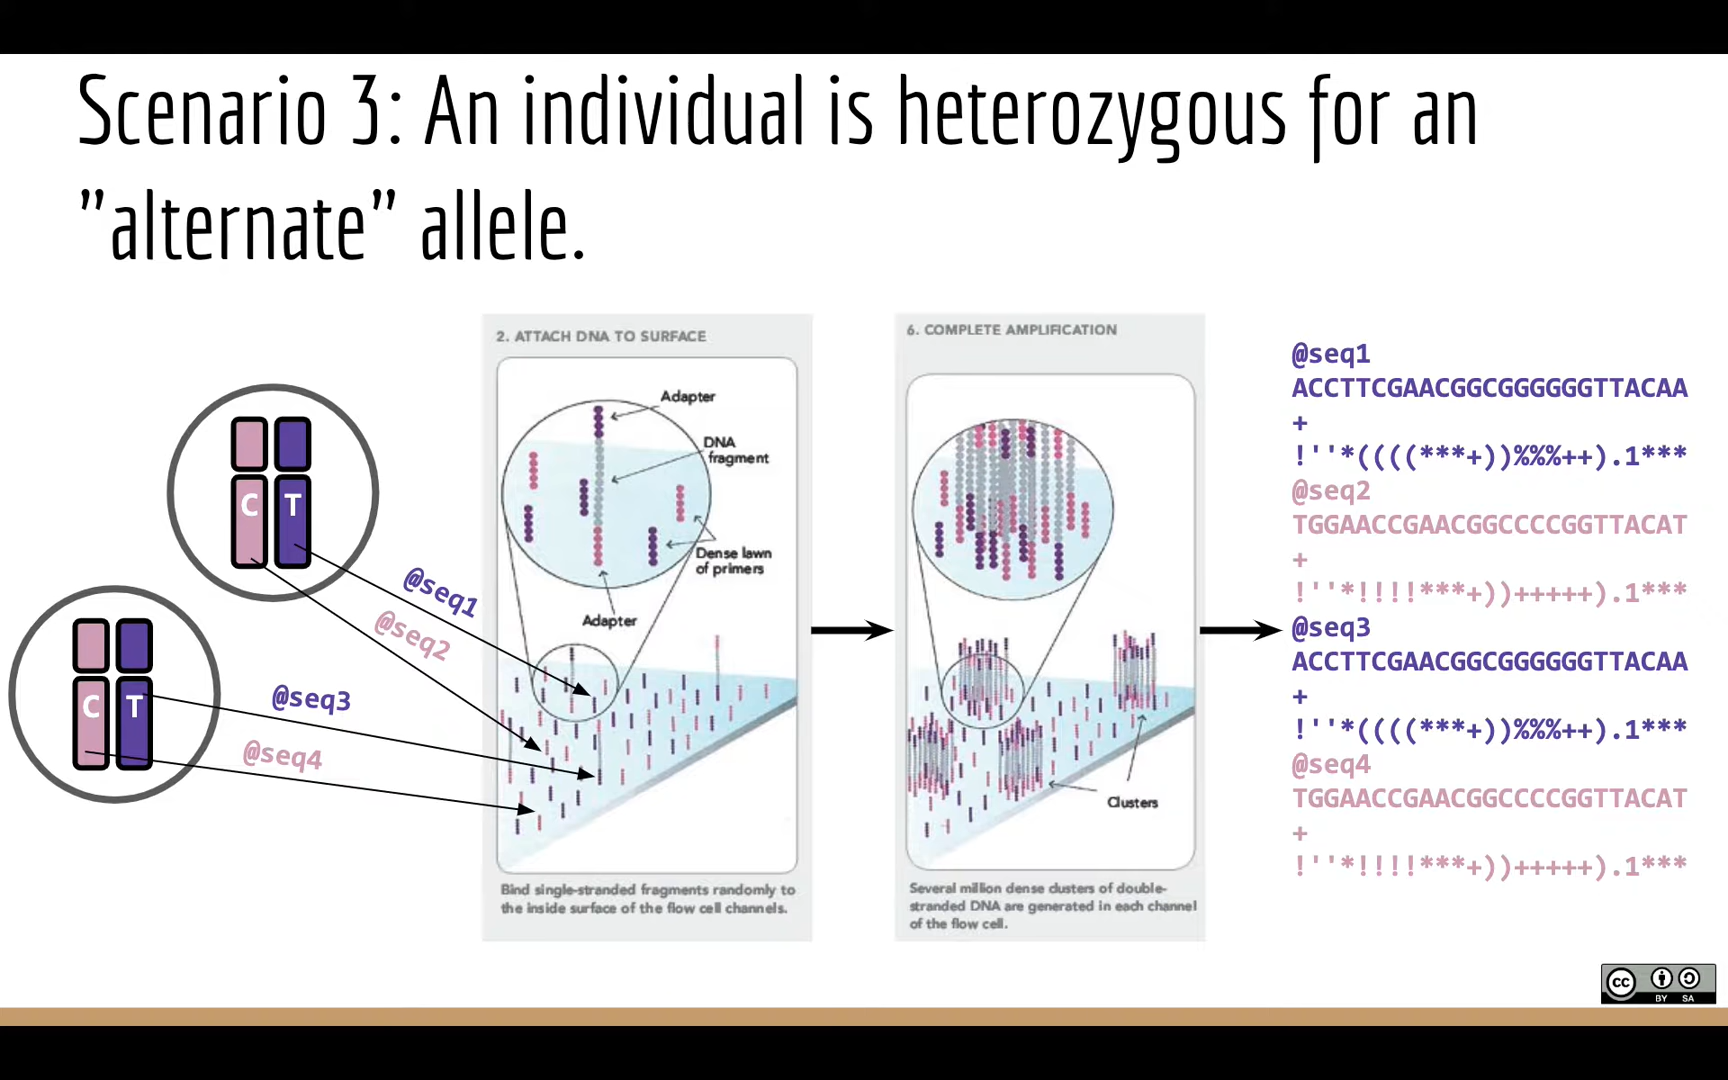 Scenario 3: An individual is heterozygous for an
"alternate" allele.
C T
C T
@seq1
@seq2
@seq3
@seq4
2. ATTACH DNA TO SURFACE
Adapter
DNA
fragment
Dense lawn
of primers
Adapter
Bind single-stranded fragments randomly to
the inside surface of the flow cell channels.
6. COMPLETE AMPLIFICATION
Clusters
Several million dense clusters of double-
stranded DNA are generated in each channel
of the flow cell.
@seq1
ACCTTCGAACGGCGGGGGGTTACAA
+
!''*((((***+))%%%++).1***
@seq2
TGGAACCGAACGGCCCCGGTTACAT
+
!''*!!!!***+))+++++).1***
@seq3
ACCTTCGAACGGCGGGGGGTTACAA
+
!''*((((***+))%%%++).1***
@seq4
TGGAACCGAACGGCCCCGGTTACAT
+
!''*!!!!***+))+++++).1***
cc
BY SA